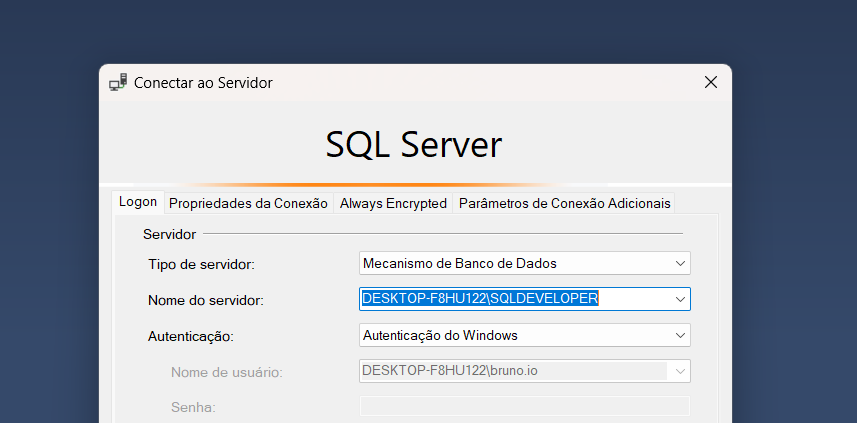 Conectar ao Servidor
SQL Server
Logon Propriedades da Conexão Always Encrypted Parâmetros de Conexão Adicionais
Servidor
Tipo de servidor: Mecanismo de Banco de Dados
Nome do servidor: DESKTOP-F8HU122\SQLDEVELOPER
Autenticação: Autenticação do Windows
Nome de usuário: DESKTOP-F8HU122\bruno.io
Senha: